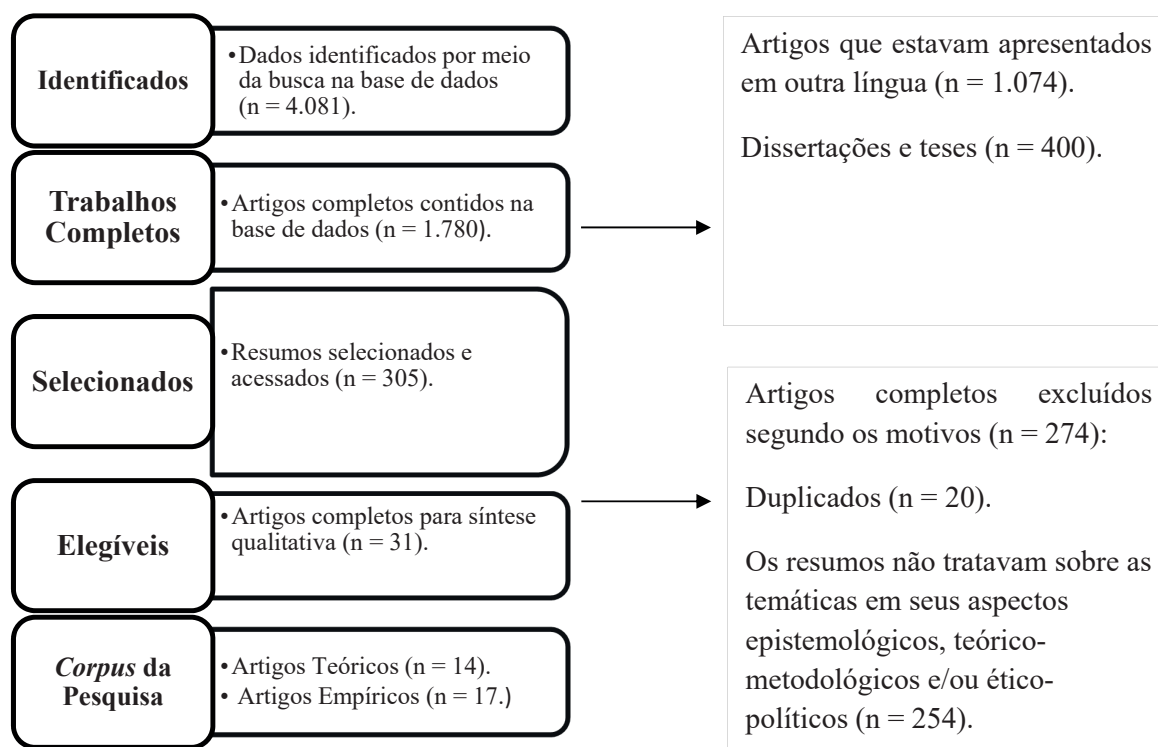 Identificados
•Dados identificados por meio
da busca na base de dados
(n = 4.081).
Trabalhos
Completos
•Artigos completos contidos na
base de dados (n = 1.780).
Selecionados
•Resumos selecionados e
acessados (n = 305).
Elegíveis
•Artigos completos para síntese
qualitativa (n = 31).
Corpus da
Pesquisa
•Artigos Teóricos (n = 14).
• Artigos Empíricos (n = 17.)
Artigos que estavam apresentados
em outra língua (n = 1.074).
Dissertações e teses (n = 400).
Artigos completos excluídos
segundo os motivos (n = 274):
Duplicados (n = 20).
Os resumos não tratavam sobre as
temáticas em seus aspectos
epistemológicos, teórico-
metodológicos e/ou ético-
políticos (n = 254).